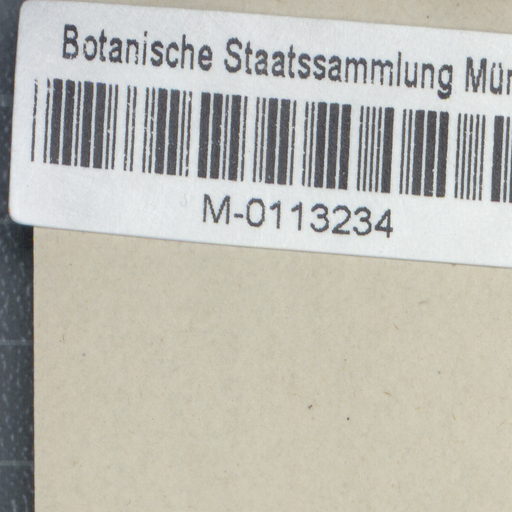 Botanische Staatssammlung Mün
M-0113234